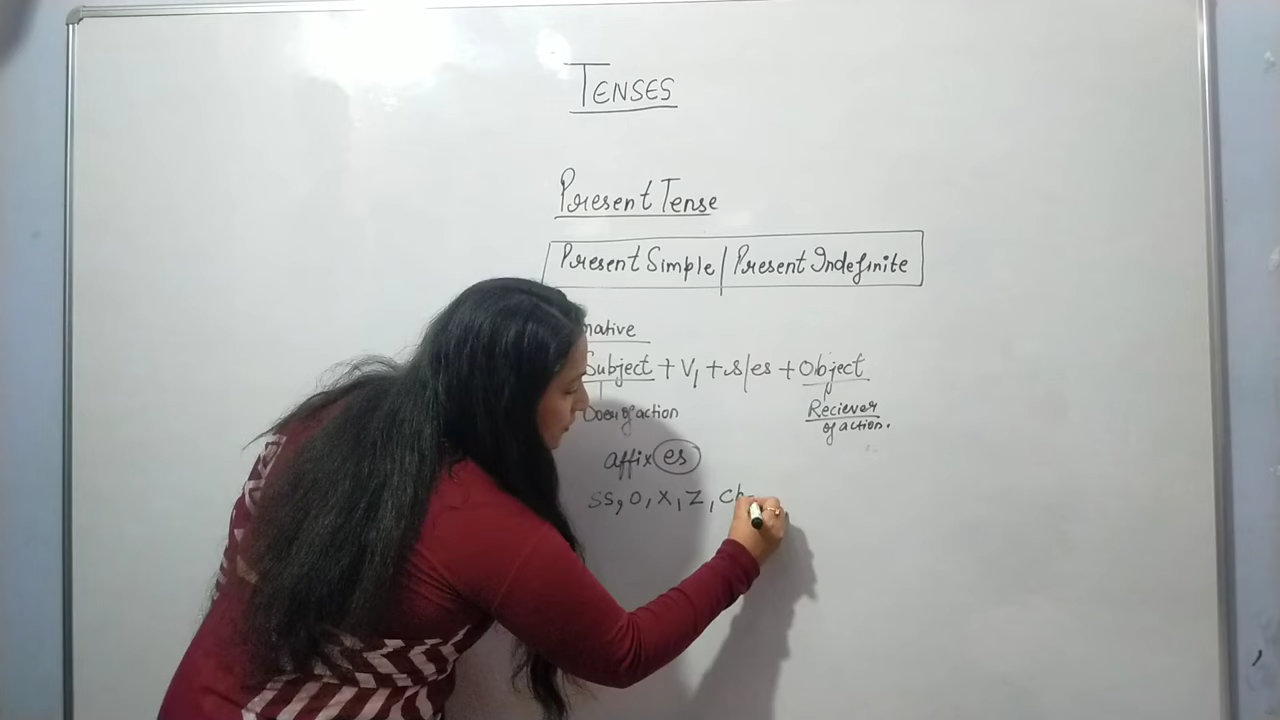 TENSES
Present Tense
Present Simple | Present Indefinite
mative
Subject + V1 + s/es + Object
Doer of action
Reciever
of action.
affix es
ss, o, x, z, ch